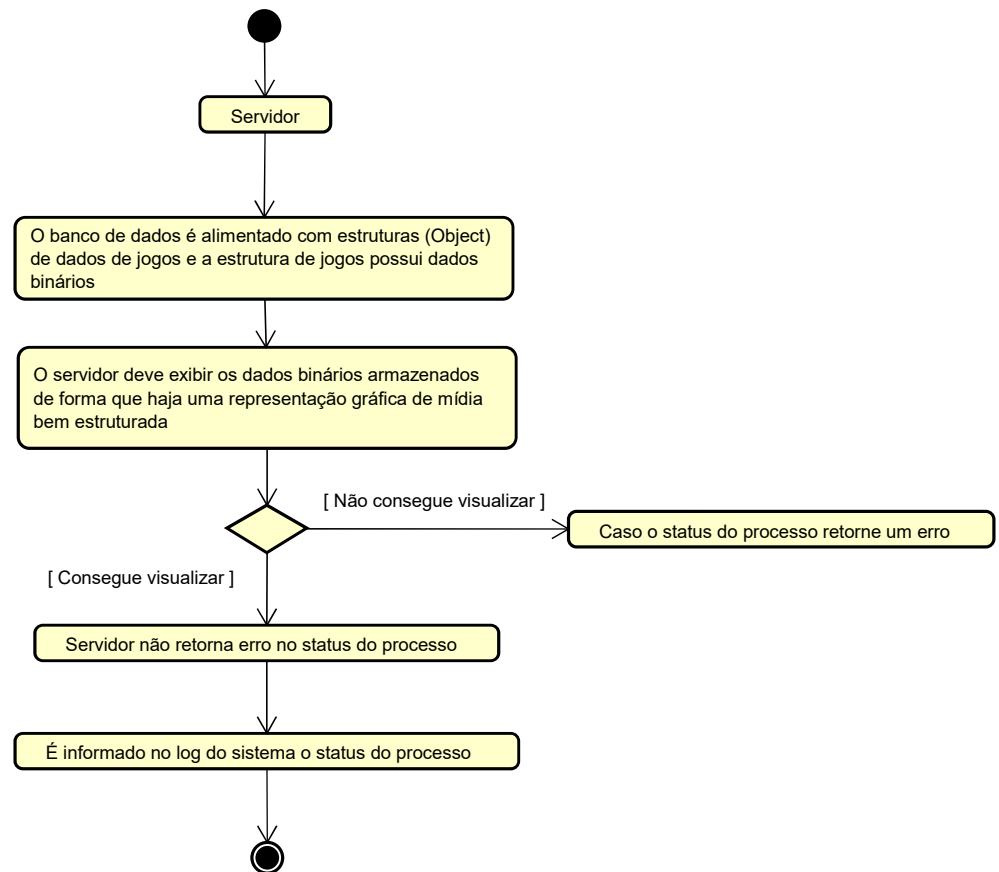 Servidor
O banco de dados é alimentado com estruturas (Object)
de dados de jogos e a estrutura de jogos possui dados
binários
O servidor deve exibir os dados binários armazenados
de forma que haja uma representação gráfica de mídia
bem estruturada
[ Não consegue visualizar ]
Caso o status do processo retorne um erro
[ Consegue visualizar ]
Servidor não retorna erro no status do processo
É informado no log do sistema o status do processo